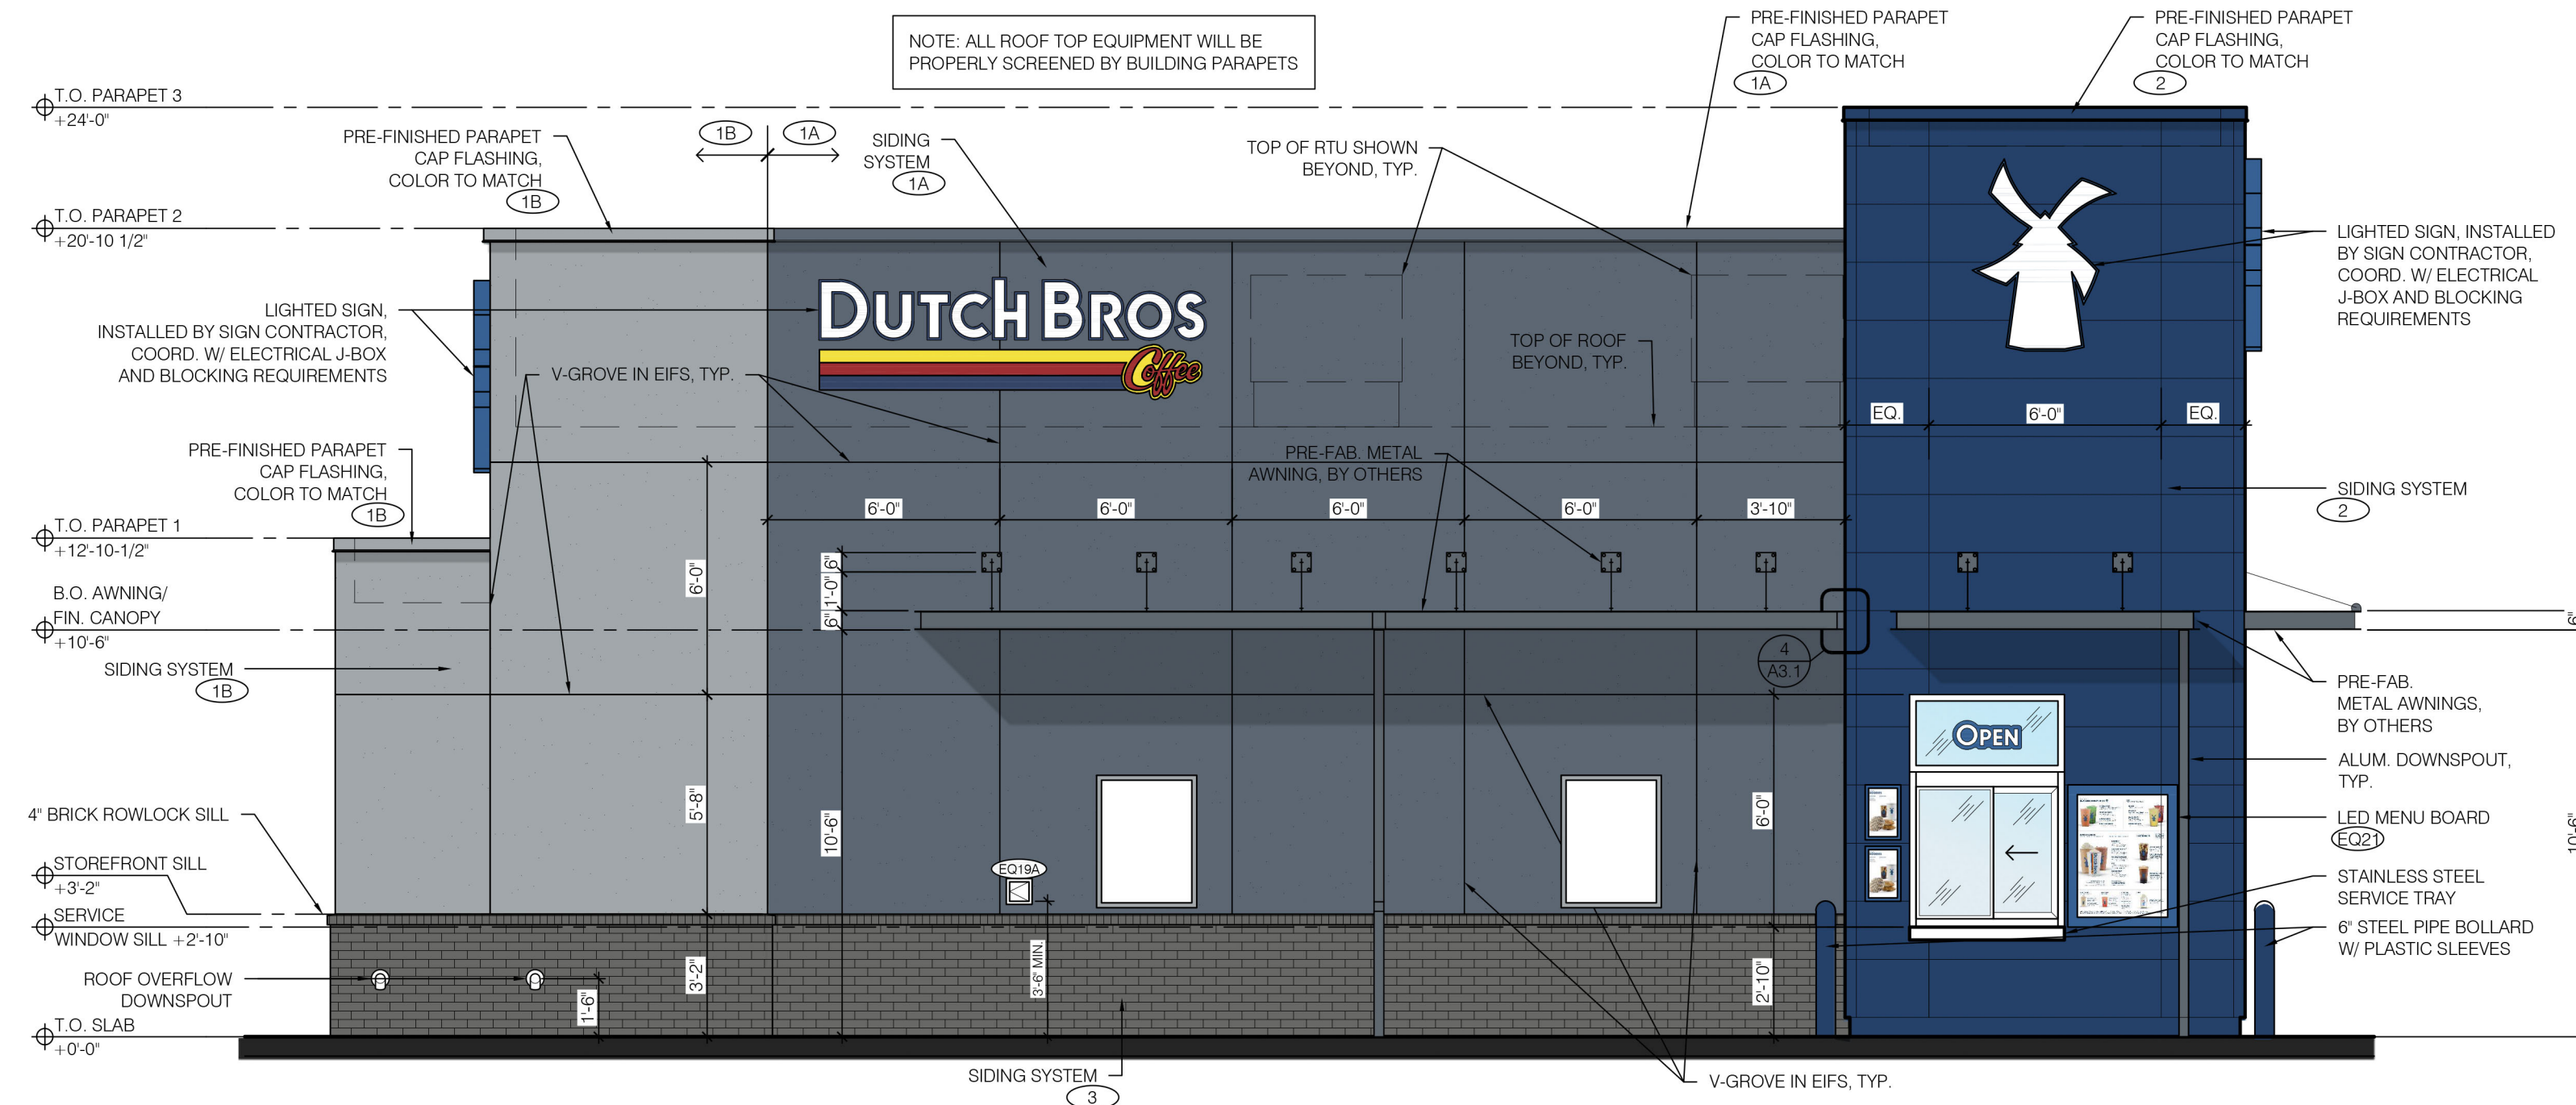 NOTE: ALL ROOF TOP EQUIPMENT WILL BE
PROPERLY SCREENED BY BUILDING PARAPETS
PRE-FINISHED PARAPET
CAP FLASHING,
COLOR TO MATCH
1A
PRE-FINISHED PARAPET
CAP FLASHING,
COLOR TO MATCH
2
T.O. PARAPET 3
+24'-0"
PRE-FINISHED PARAPET
CAP FLASHING,
COLOR TO MATCH
1B
1B
1A
SIDING
SYSTEM
1A
TOP OF RTU SHOWN
BEYOND, TYP.
T.O. PARAPET 2
+20'-10 1/2"
LIGHTED SIGN, INSTALLED
BY SIGN CONTRACTOR,
COORD. W/ ELECTRICAL
J-BOX AND BLOCKING
REQUIREMENTS
LIGHTED SIGN,
INSTALLED BY SIGN CONTRACTOR,
COORD. W/ ELECTRICAL J-BOX
AND BLOCKING REQUIREMENTS
DUTCH BROS
Coffee
V-GROVE IN EIFS, TYP.
TOP OF ROOF
BEYOND, TYP.
EQ.
6'-0"
EQ.
PRE-FINISHED PARAPET
CAP FLASHING,
COLOR TO MATCH
1B
PRE-FAB. METAL
AWNING, BY OTHERS
SIDING SYSTEM
2
6'-0"
6'-0"
6'-0"
6'-0"
3'-10"
T.O. PARAPET 1
+12'-10-1/2"
6"
1'-0"
6"
6'-0"
B.O. AWNING/
FIN. CANOPY
+10'-6"
6"
SIDING SYSTEM
1B
4
A3.1
PRE-FAB.
METAL AWNINGS,
BY OTHERS
OPEN
ALUM. DOWNSPOUT,
TYP.
5'-8"
10'-6"
6'-0"
4" BRICK ROWLOCK SILL
LED MENU BOARD
EQ21
10'-6"
STOREFRONT SILL
+3'-2"
EQ19A
STAINLESS STEEL
SERVICE TRAY
SERVICE
WINDOW SILL +2'-10"
6" STEEL PIPE BOLLARD
W/ PLASTIC SLEEVES
ROOF OVERFLOW
DOWNSPOUT
1'-6"
3'-2"
3'-6" MIN.
2'-10"
T.O. SLAB
+0'-0"
SIDING SYSTEM
3
V-GROVE IN EIFS, TYP.